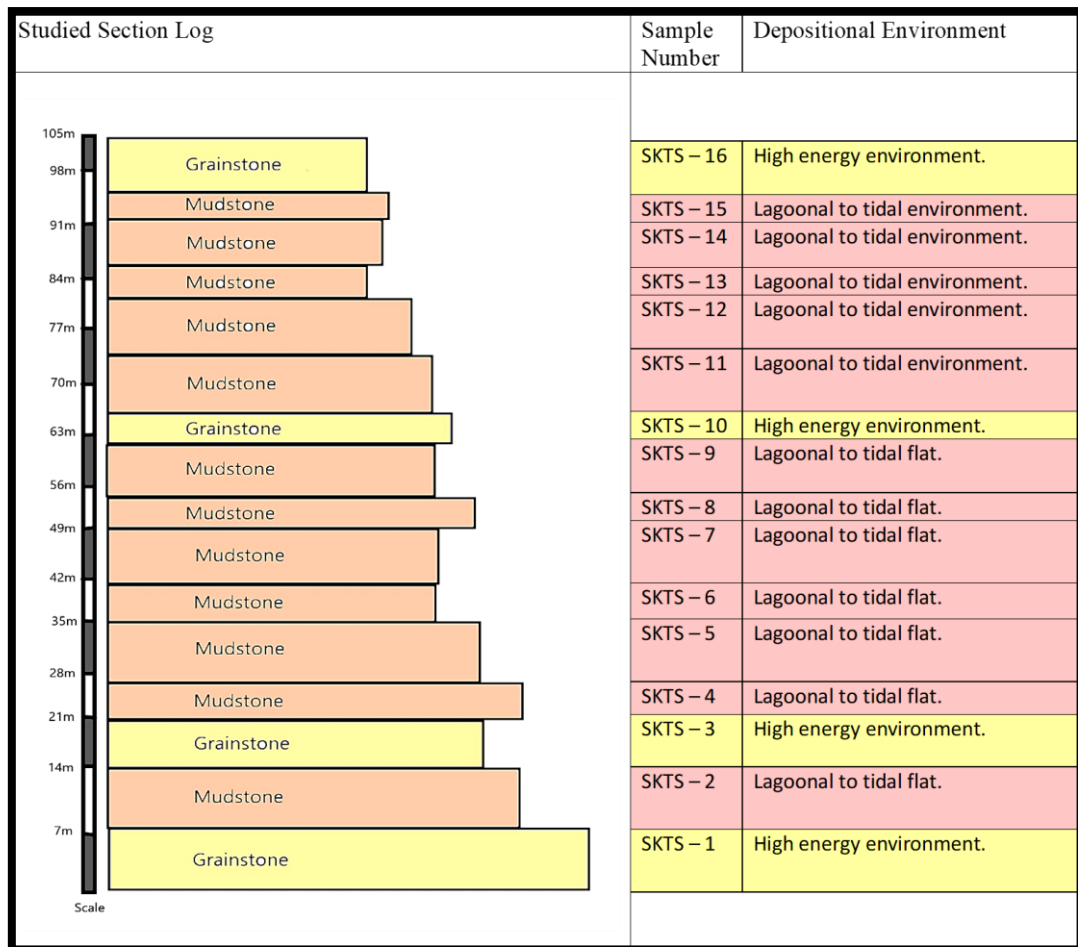 Studied Section Log
Sample
Number
Depositional Environment
105m
98m
91m
84m
77m
70m
63m
56m
49m
42m
35m
28m
21m
14m
7m
Scale
Grainstone
Mudstone
Mudstone
Mudstone
Mudstone
Mudstone
Grainstone
Mudstone
Mudstone
Mudstone
Mudstone
Mudstone
Mudstone
Grainstone
Mudstone
Grainstone
SKTS – 16 High energy environment.
SKTS – 15 Lagoonal to tidal environment.
SKTS – 14 Lagoonal to tidal environment.
SKTS – 13 Lagoonal to tidal environment.
SKTS – 12 Lagoonal to tidal environment.
SKTS – 11 Lagoonal to tidal environment.
SKTS – 10 High energy environment.
SKTS – 9 Lagoonal to tidal flat.
SKTS – 8 Lagoonal to tidal flat.
SKTS – 7 Lagoonal to tidal flat.
SKTS – 6 Lagoonal to tidal flat.
SKTS – 5 Lagoonal to tidal flat.
SKTS – 4 Lagoonal to tidal flat.
SKTS – 3 High energy environment.
SKTS – 2 Lagoonal to tidal flat.
SKTS – 1 High energy environment.